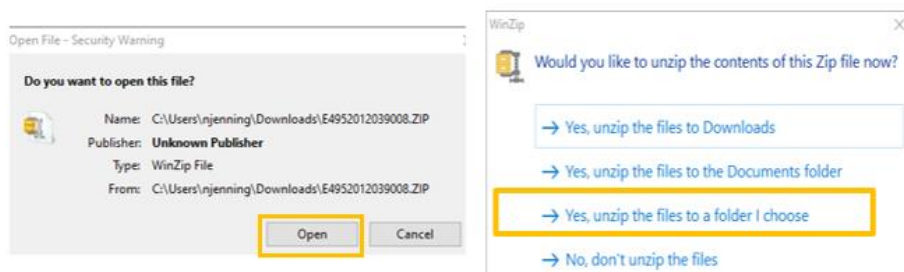 Open File - Security Warning
Do you want to open this file?
Name: C:\Users\njenning\Downloads\E4952012039008.ZIP
Publisher: Unknown Publisher
Type: WinZip File
From: C:\Users\njenning\Downloads\E4952012039008.ZIP
Open Cancel
WinZip
Would you like to unzip the contents of this Zip file now?
→ Yes, unzip the files to Downloads
→ Yes, unzip the files to the Documents folder
→ Yes, unzip the files to a folder I choose
→ No, don't unzip the files